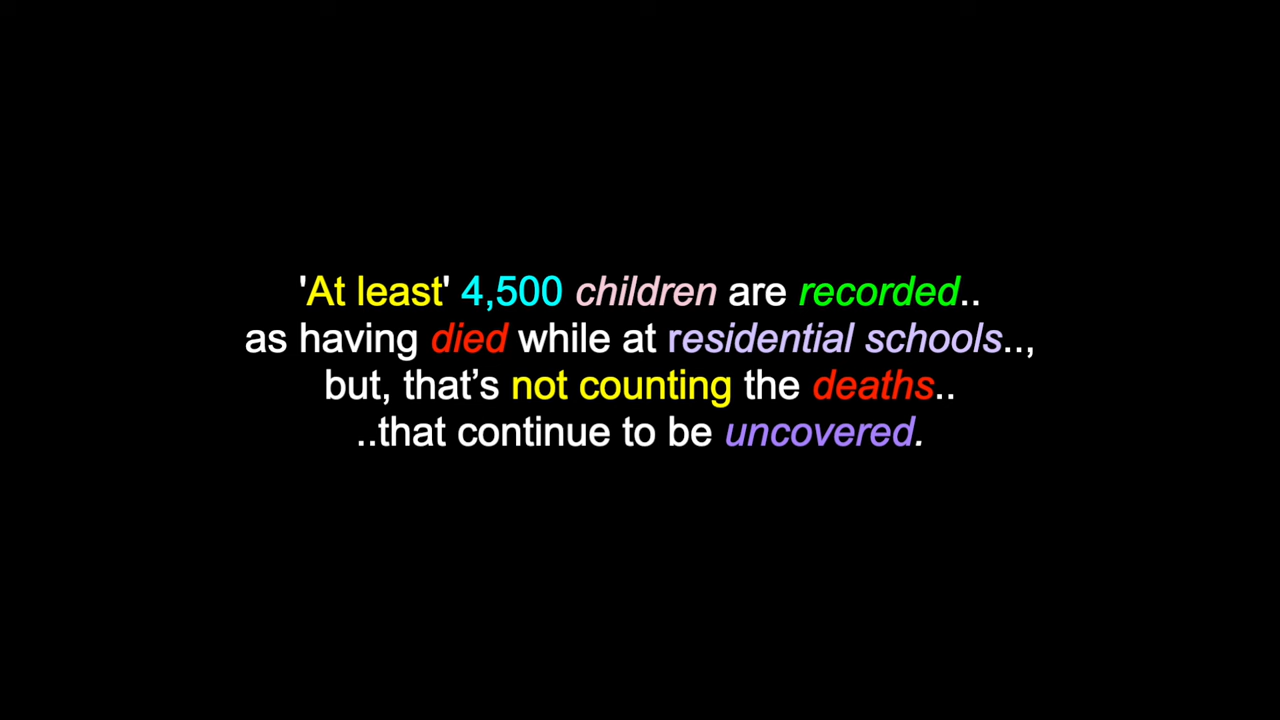 'At least' 4,500 children are recorded..
as having died while at residential schools..,
but, that’s not counting the deaths..
..that continue to be uncovered.